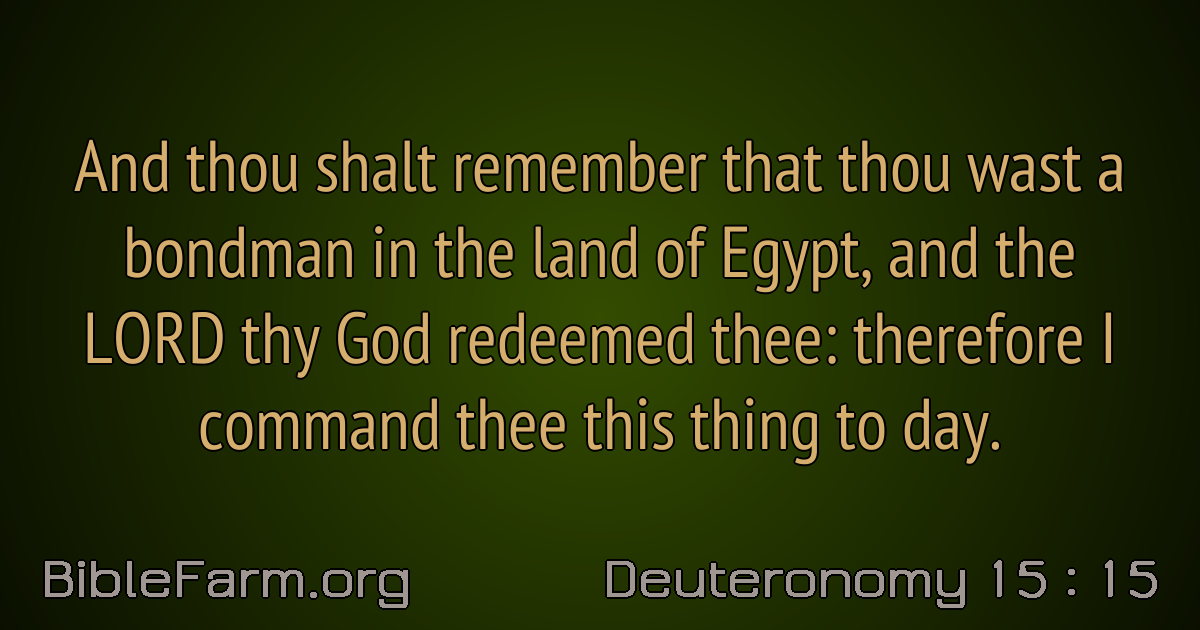 And thou shalt remember that thou wast a
bondman in the land of Egypt, and the
LORD thy God redeemed thee: therefore I
command thee this thing to day.
BibleFarm.org
Deuteronomy 15 : 15